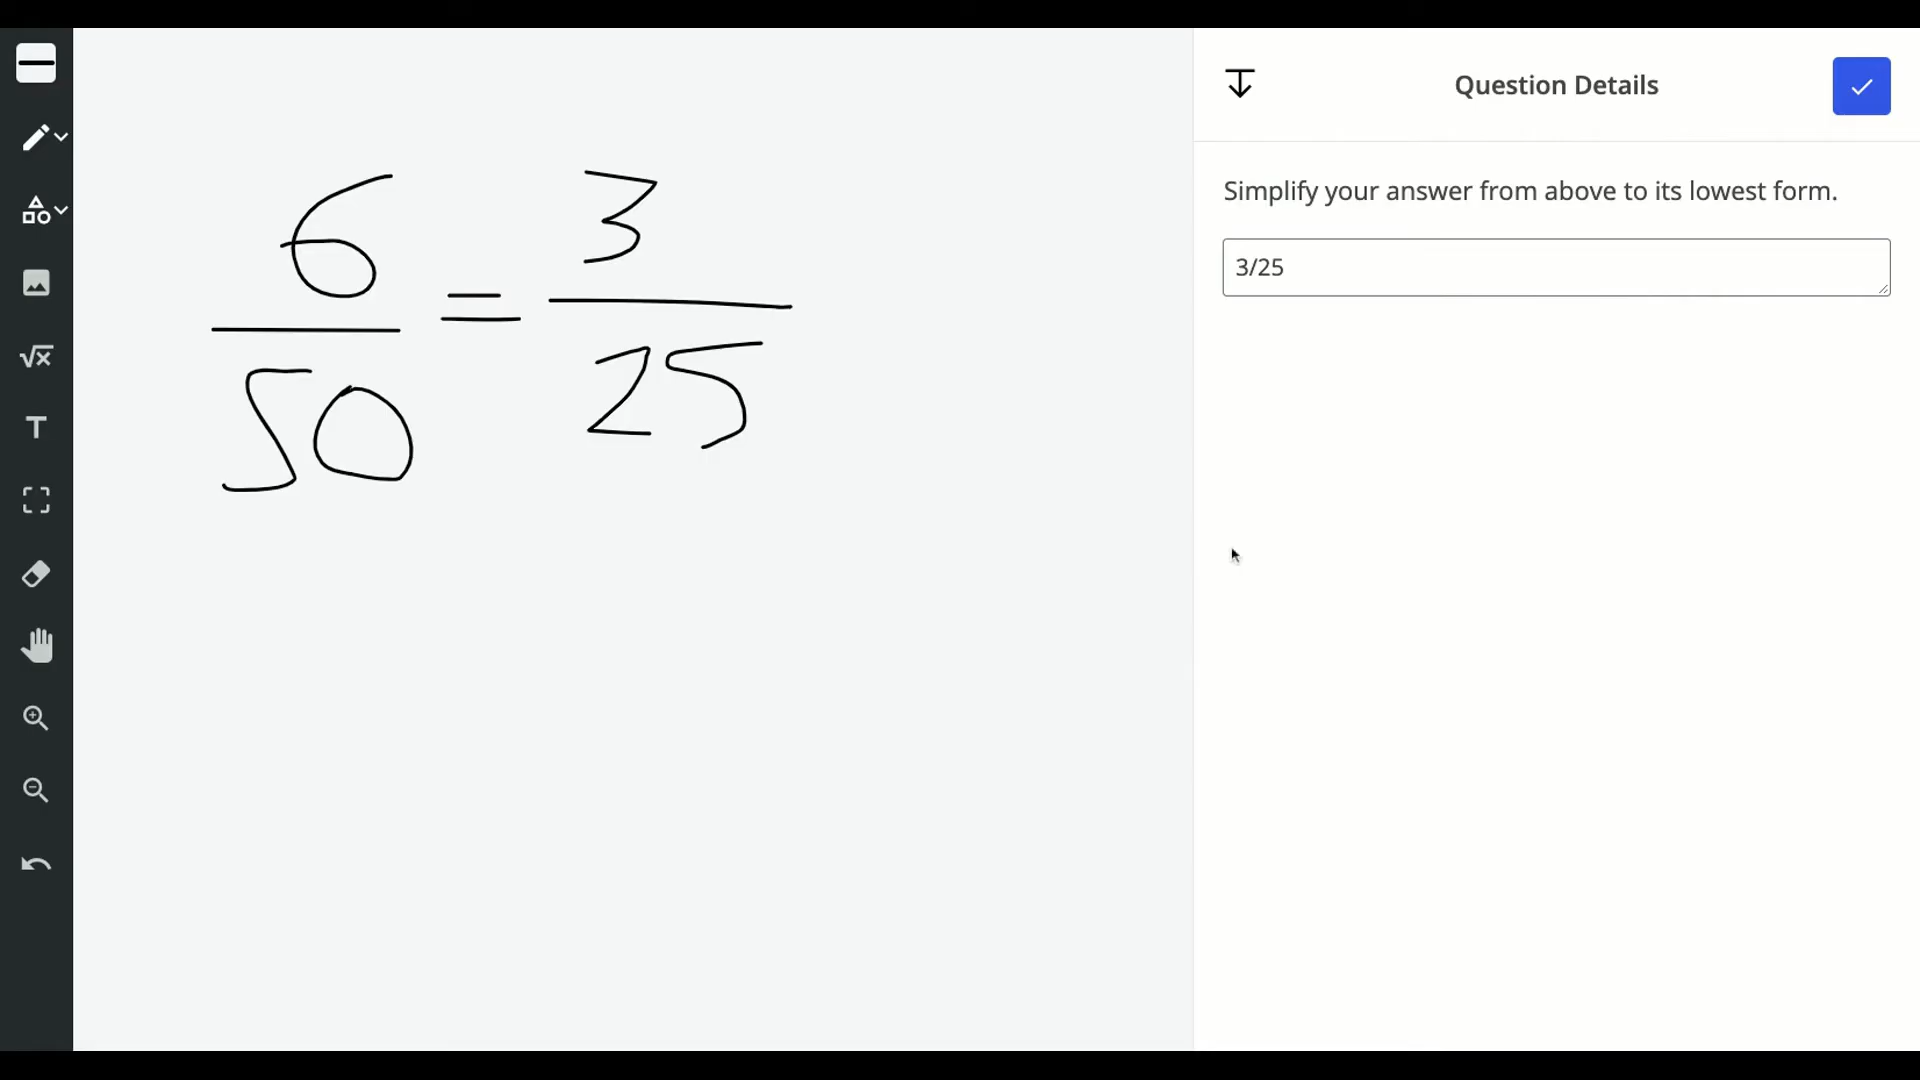 6/50 = 3/25
Question Details
Simplify your answer from above to its lowest form.
3/25
√x
T